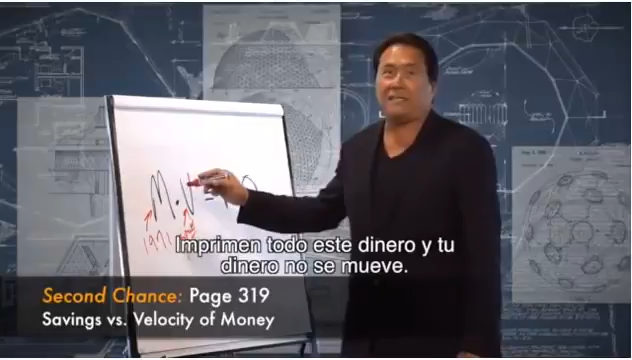 M.V =
1971
Imprimen todo este dinero y tu
dinero no se mueve.
Second Chance: Page 319
Savings vs. Velocity of Money